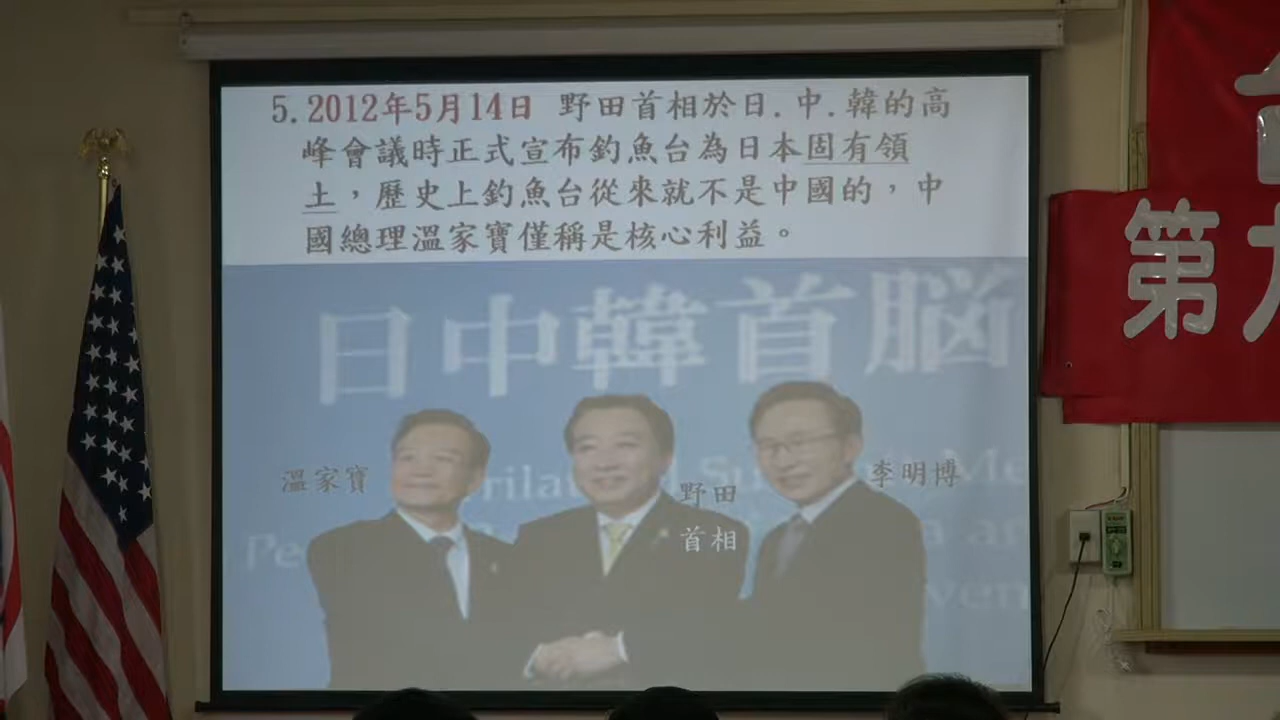 5. 2012年5月14日 野田首相於日.中.韓的高
峰會議時正式宣布釣魚台為日本固有領
土，歷史上釣魚台從來就不是中國的，中
國總理溫家寶僅稱是核心利益。
日中韓首脳
溫家寶
野田
首相
李明博
第